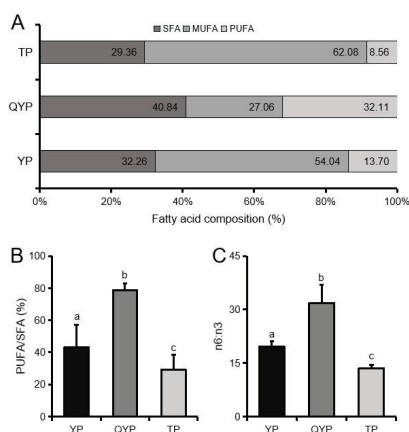 A
SFA MUFA PUFA
TP 29.36 62.08 8.56
QYP 40.84 27.06 32.11
YP 32.26 54.04 13.70
0% 20% 40% 60% 80% 100%
Fatty acid composition (%)
B
PUFA/SFA (%)
100
80
60
40
20
0
a b c
YP QYP TP
C
n6:n3
45
30
15
0
a b c
YP QYP TP